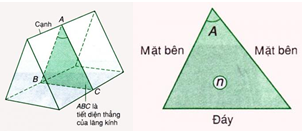 Cạnh
A
B
C
ABC là
tiết diện thẳng
của lăng kính
A
Mặt bên
Mặt bên
n
Đáy